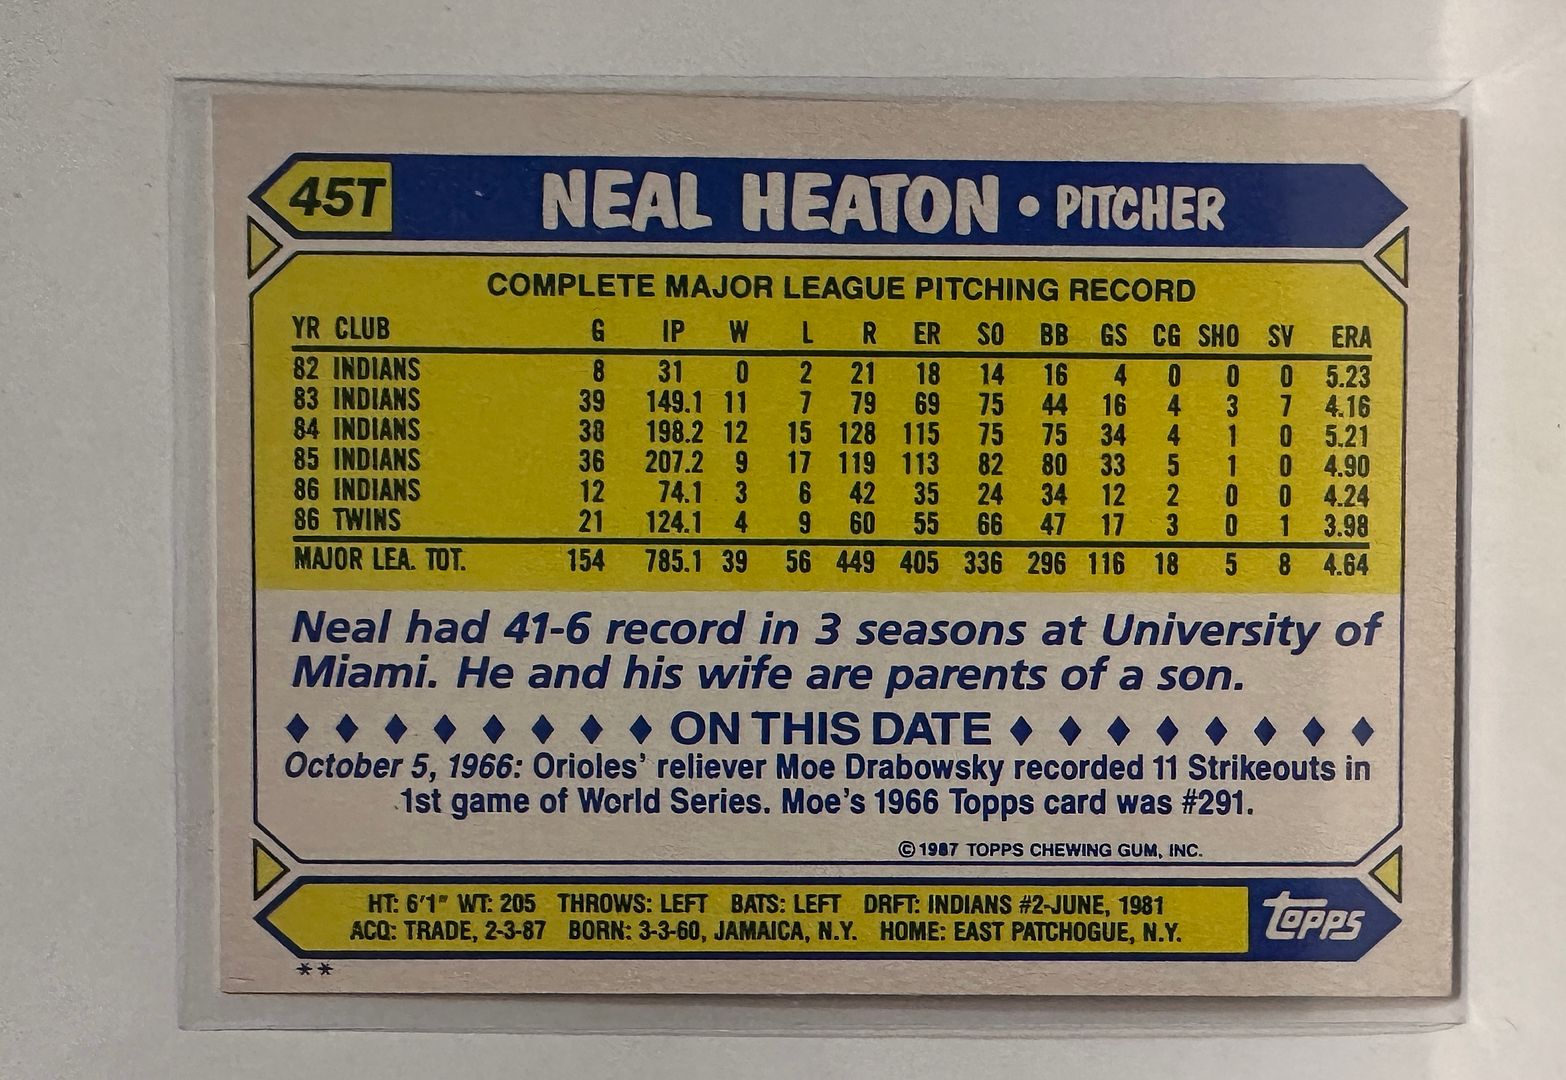 45T NEAL HEATON • PITCHER
COMPLETE MAJOR LEAGUE PITCHING RECORD
YR CLUB G IP W L R ER SO BB GS CG SHO SV ERA
82 INDIANS 8 31 0 2 21 18 14 16 4 0 0 0 5.23
83 INDIANS 39 149.1 11 7 79 69 75 44 16 4 3 7 4.16
84 INDIANS 38 198.2 12 15 128 115 75 75 34 4 1 0 5.21
85 INDIANS 36 207.2 9 17 119 113 82 80 33 5 1 0 4.90
86 INDIANS 12 74.1 3 6 42 35 24 34 12 2 0 0 4.24
86 TWINS 21 124.1 4 9 60 55 66 47 17 3 0 1 3.98
MAJOR LEA. TOT. 154 785.1 39 56 449 405 336 296 116 18 5 8 4.64
Neal had 41-6 record in 3 seasons at University of
Miami. He and his wife are parents of a son.
♦ ♦ ♦ ♦ ♦ ♦ ♦ ♦ ON THIS DATE ♦ ♦ ♦ ♦ ♦ ♦ ♦ ♦
October 5, 1966: Orioles' reliever Moe Drabowsky recorded 11 Strikeouts in
1st game of World Series. Moe's 1966 Topps card was #291.
© 1987 TOPPS CHEWING GUM, INC.
HT: 6'1" WT: 205 THROWS: LEFT BATS: LEFT DRFT: INDIANS #2-JUNE, 1981
ACQ: TRADE, 2-3-87 BORN: 3-3-60, JAMAICA, N.Y. HOME: EAST PATCHOGUE, N.Y.
topps
**